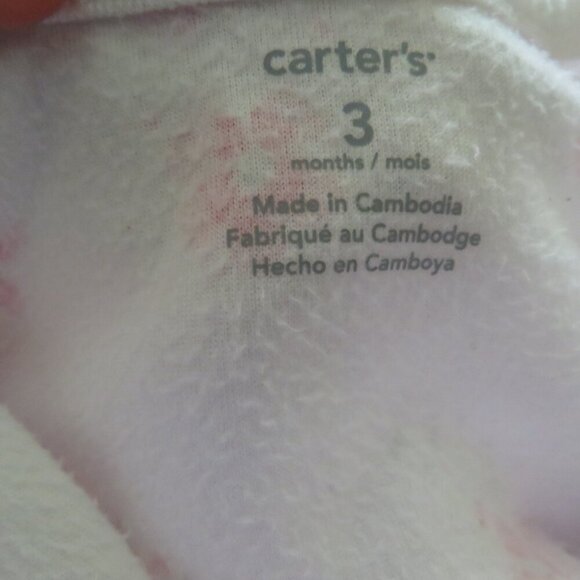 carter's
3
months / mois
Made in Cambodia
Fabriqué au Cambodge
Hecho en Camboya